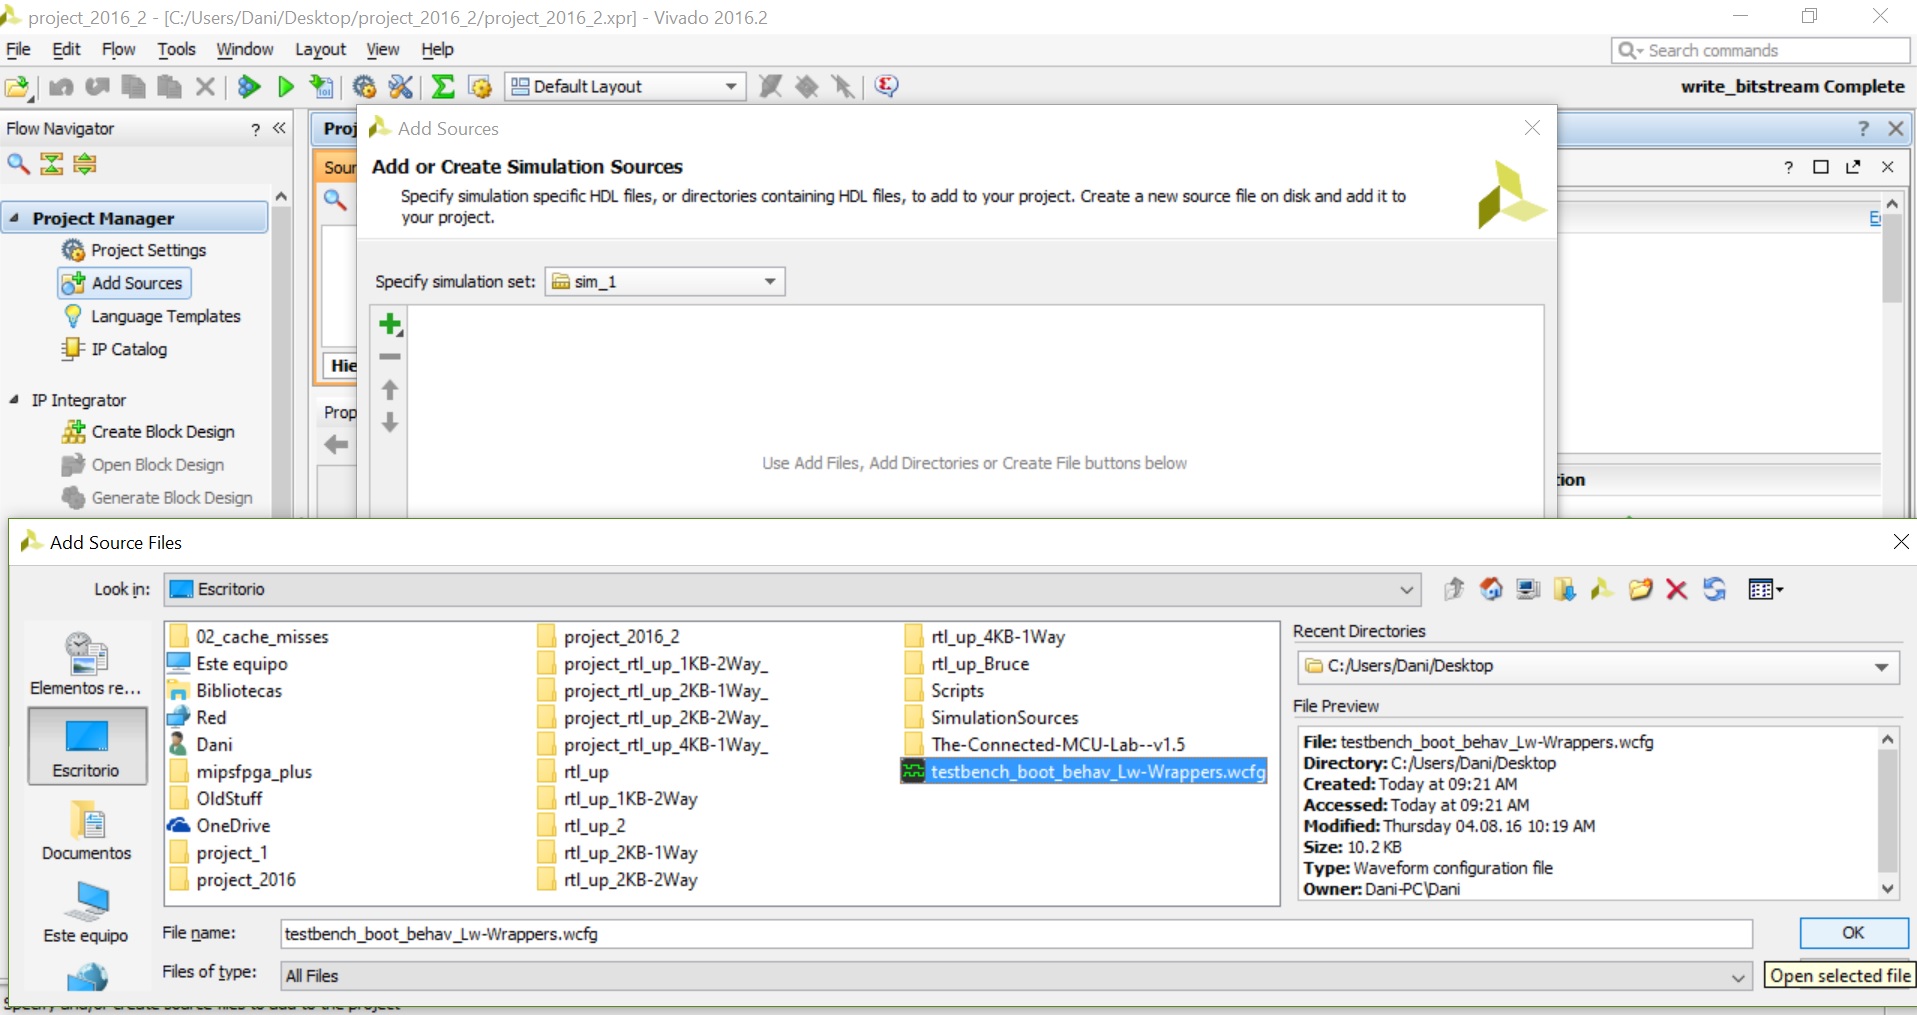 project_2016_2 - [C:/Users/Dani/Desktop/project_2016_2/project_2016_2.xpr] - Vivado 2016.2
File Edit Flow Tools Window Layout View Help
Search commands
Default Layout
write_bitstream Complete
Flow Navigator
Project Manager
Project Settings
Add Sources
Language Templates
IP Catalog
IP Integrator
Create Block Design
Open Block Design
Generate Block Design
Proj
Sour
Hie
Prop
Add Sources
Add or Create Simulation Sources
Specify simulation specific HDL files, or directories containing HDL files, to add to your project. Create a new source file on disk and add it to
your project.
Specify simulation set: sim_1
Use Add Files, Add Directories or Create File buttons below
tion
Add Source Files
Look in: Escritorio
Elementos re...
Escritorio
Documentos
Este equipo
02_cache_misses
Este equipo
Bibliotecas
Red
Dani
mipsfpga_plus
OldStuff
OneDrive
project_1
project_2016
project_2016_2
project_rtl_up_1KB-2Way_
project_rtl_up_2KB-1Way_
project_rtl_up_2KB-2Way_
project_rtl_up_4KB-1Way_
rtl_up
rtl_up_1KB-2Way
rtl_up_2
rtl_up_2KB-1Way
rtl_up_2KB-2Way
rtl_up_4KB-1Way
rtl_up_Bruce
Scripts
SimulationSources
The-Connected-MCU-Lab--v1.5
testbench_boot_behav_Lw-Wrappers.wcfg
Recent Directories
C:/Users/Dani/Desktop
File Preview
File: testbench_boot_behav_Lw-Wrappers.wcfg
Directory: C:/Users/Dani/Desktop
Created: Today at 09:21 AM
Accessed: Today at 09:21 AM
Modified: Thursday 04.08.16 10:19 AM
Size: 10.2 KB
Type: Waveform configuration file
Owner: Dani-PC\Dani
File name: testbench_boot_behav_Lw-Wrappers.wcfg
OK
Files of type: All Files
Open selected file